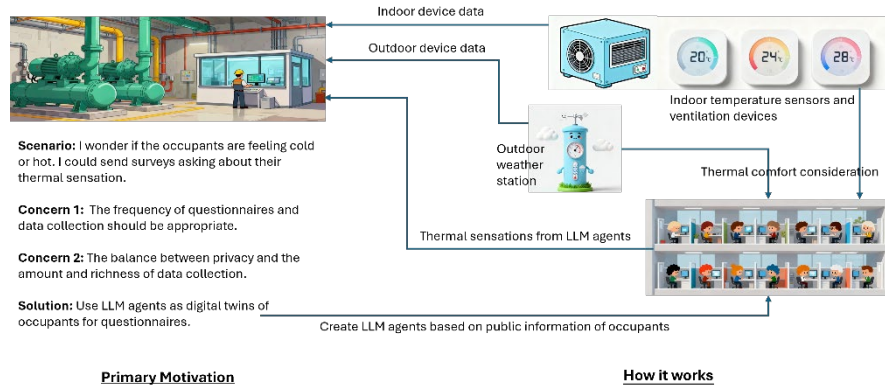 Indoor device data
Outdoor device data
20℃
24℃
28℃
Indoor temperature sensors and
ventilation devices
Scenario: I wonder if the occupants are feeling cold
or hot. I could send surveys asking about their
thermal sensation.
Outdoor
weather
station
Thermal comfort consideration
Concern 1: The frequency of questionnaires and
data collection should be appropriate.
Thermal sensations from LLM agents
Concern 2: The balance between privacy and the
amount and richness of data collection.
Solution: Use LLM agents as digital twins of
occupants for questionnaires.
Create LLM agents based on public information of occupants
Primary Motivation
How it works